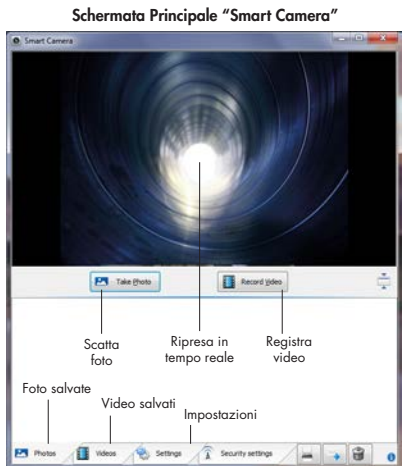 Schermata Principale “Smart Camera”
Smart Camera
Take Photo
Record Video
Scatta
foto
Ripresa in
tempo reale
Registra
video
Foto salvate
Video salvati
Impostazioni
Photos
Videos
Settings
Security settings